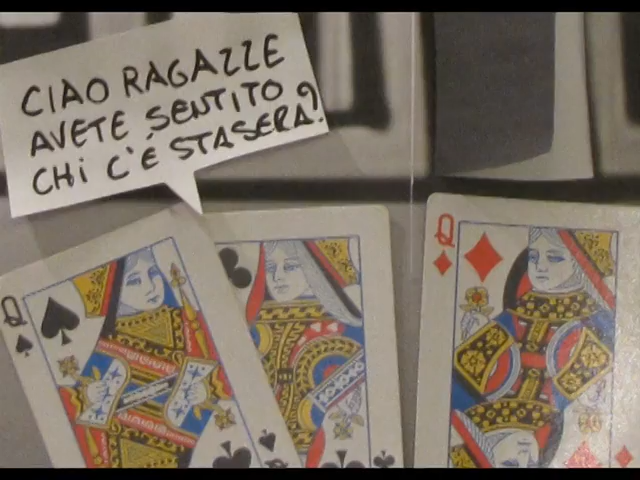 CIAO RAGAZZE
AVETE SENTITO
CHi C'È STASERA?
Q
Q
Q